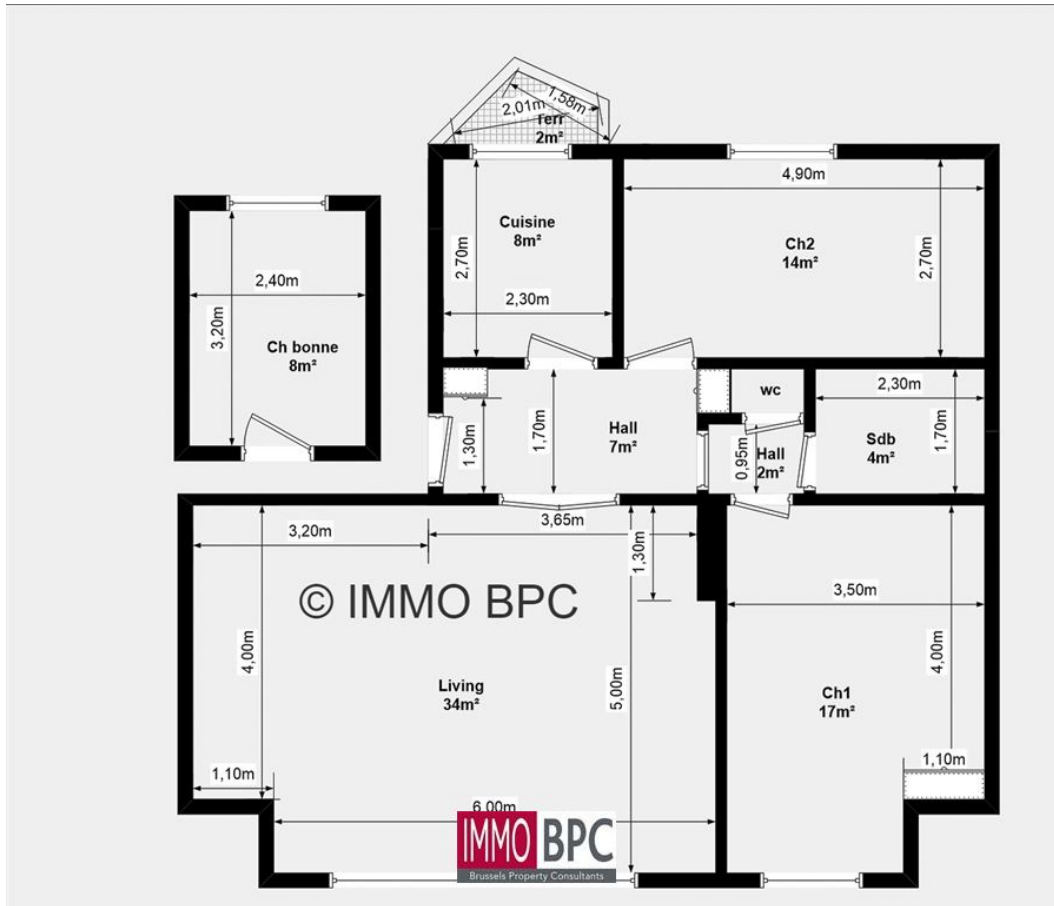 1,58m
2,01m
Terr
2m²
4,90m
Cuisine
8m²
2,70m
2,30m
Ch2
14m²
2,70m
2,40m
3,20m
Ch bonne
8m²
wc
2,30m
1,30m
1,70m
Hall
7m²
0,95m
Hall
2m²
Sdb
4m²
1,70m
3,20m
3,65m
1,30m
© IMMO BPC
3,50m
4,00m
5,00m
4,00m
Living
34m²
Ch1
17m²
1,10m
1,10m
6,00m
IMMO BPC
Brussels Property Consultants